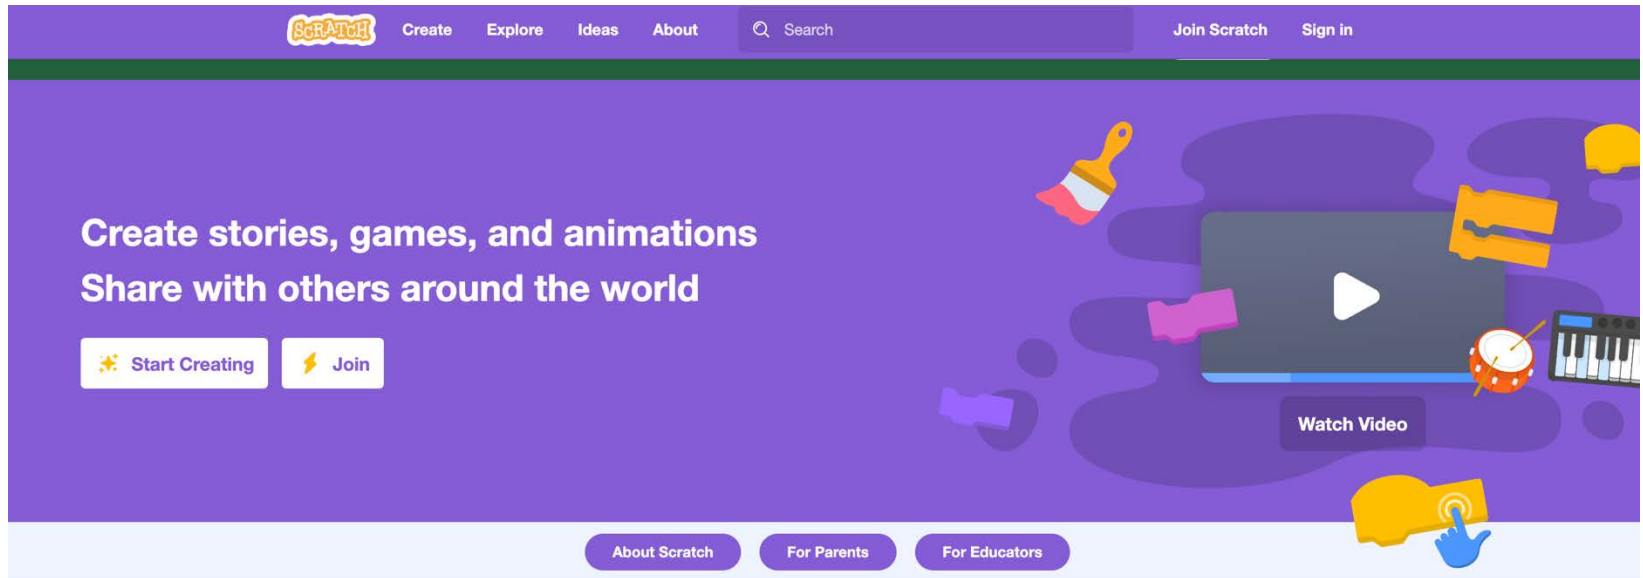 SCRATCH Create Explore Ideas About Search Join Scratch Sign in
Create stories, games, and animations
Share with others around the world
Start Creating Join
Watch Video
About Scratch For Parents For Educators